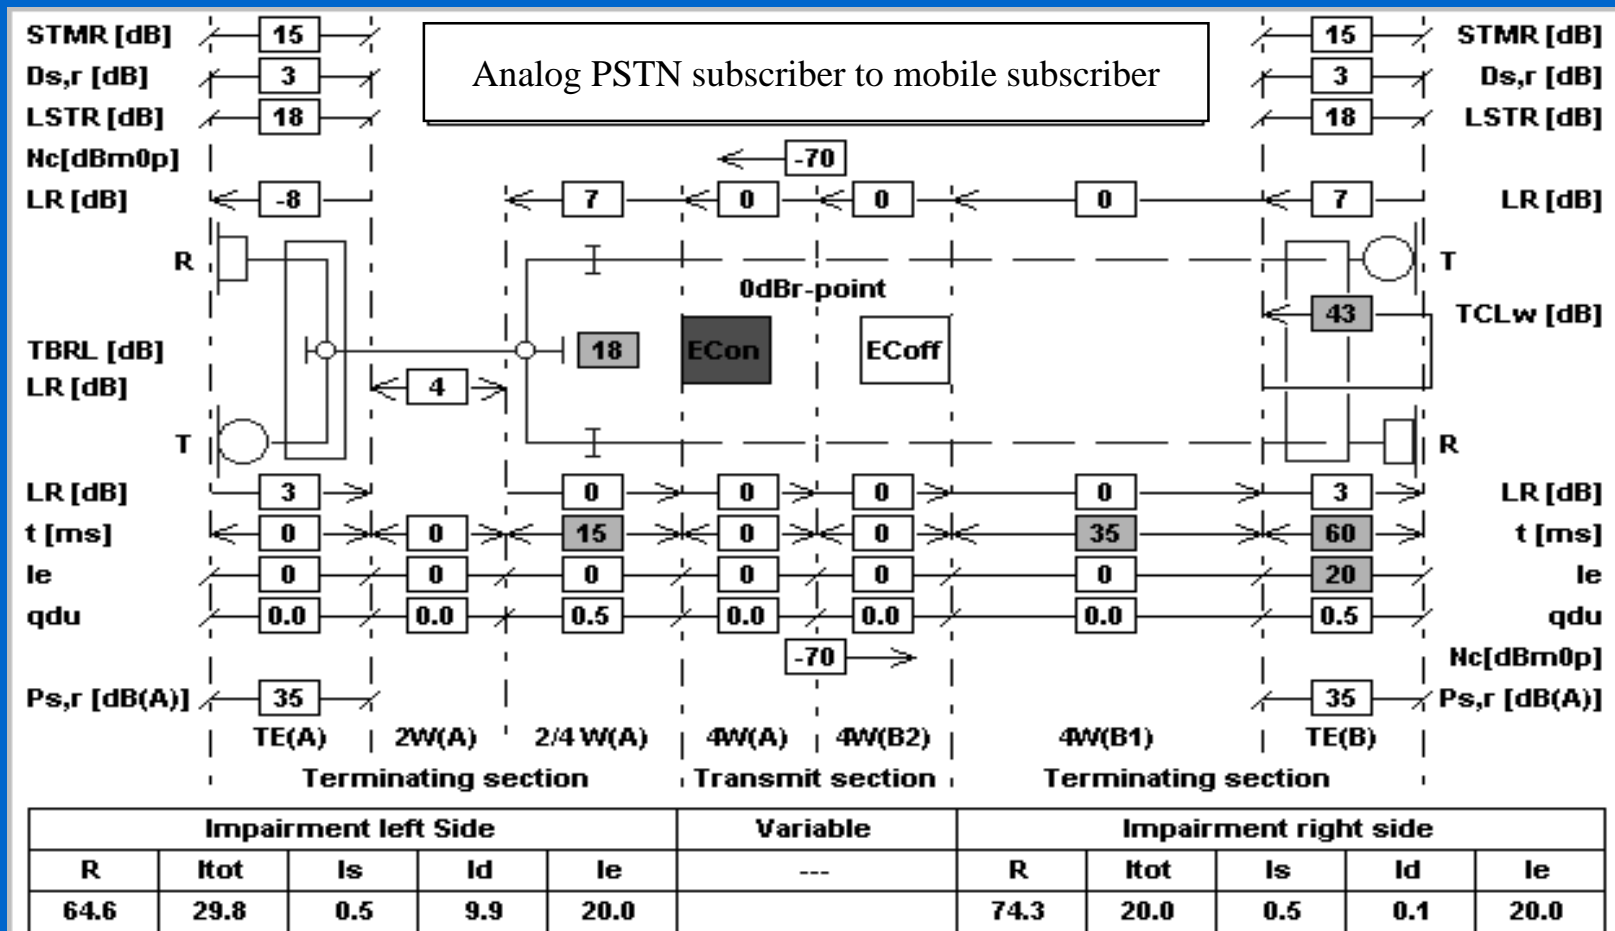 STMR [dB] 15 15 STMR [dB]
Analog PSTN subscriber to mobile subscriber
Ds,r [dB] 3 3 Ds,r [dB]
LSTR [dB] 18 18 LSTR [dB]
Nc[dBm0p] -70
LR [dB] -8 7 0 0 0 7 LR [dB]
R T
0dBr-point
43 TCLw [dB]
TBRL [dB] 18 ECon ECoff
LR [dB] 4
T R
LR [dB] 3 0 0 0 0 3 LR [dB]
t [ms] 0 0 15 0 0 35 60 t [ms]
Ie 0 0 0 0 0 0 20 Ie
qdu 0.0 0.0 0.5 0.0 0.0 0.0 0.5 qdu
-70 Nc[dBm0p]
Ps,r [dB(A)] 35 35 Ps,r [dB(A)]
TE(A) 2W(A) 2/4 W(A) 4W(A) 4W(B2) 4W(B1) TE(B)
Terminating section Transmit section Terminating section
Impairment left Side Variable Impairment right side
R Itot Is Id Ie --- R Itot Is Id Ie
64.6 29.8 0.5 9.9 20.0 74.3 20.0 0.5 0.1 20.0